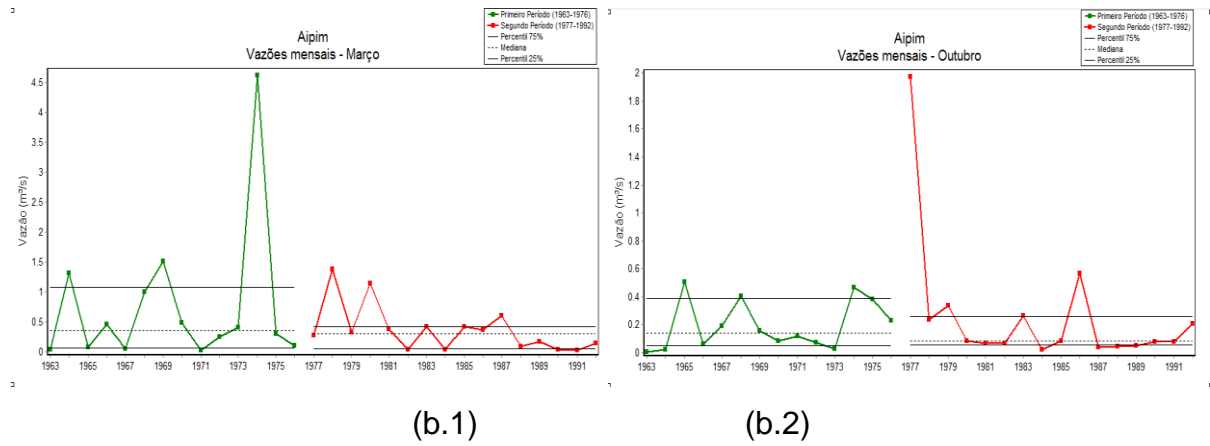 Aipim
Vazões mensais - Março
Primeiro Período (1963-1976)
Segundo Período (1977-1992)
Percentil 75%
Mediana
Percentil 25%
Vazão (m³/s)
4.5
4
3.5
3
2.5
2
1.5
1
0.5
0
1963 1965 1967 1969 1971 1973 1975 1977 1979 1981 1983 1985 1987 1989 1991
(b.1)
Aipim
Vazões mensais - Outubro
Primeiro Período (1963-1976)
Segundo Período (1977-1992)
Percentil 75%
Mediana
Percentil 25%
Vazão (m³/s)
2
1.8
1.6
1.4
1.2
1
0.8
0.6
0.4
0.2
0
1963 1965 1967 1969 1971 1973 1975 1977 1979 1981 1983 1985 1987 1989 1991
(b.2)